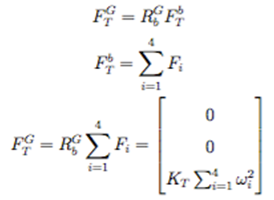 F_T^G = R_b^G F_T^b
F_T^b = \sum_{i=1}^{4} F_i
F_T^G = R_b^G \sum_{i=1}^{4} F_i = \begin{bmatrix} 0 \\ 0 \\ K_T \sum_{i=1}^{4} \omega_i^2 \end{bmatrix}